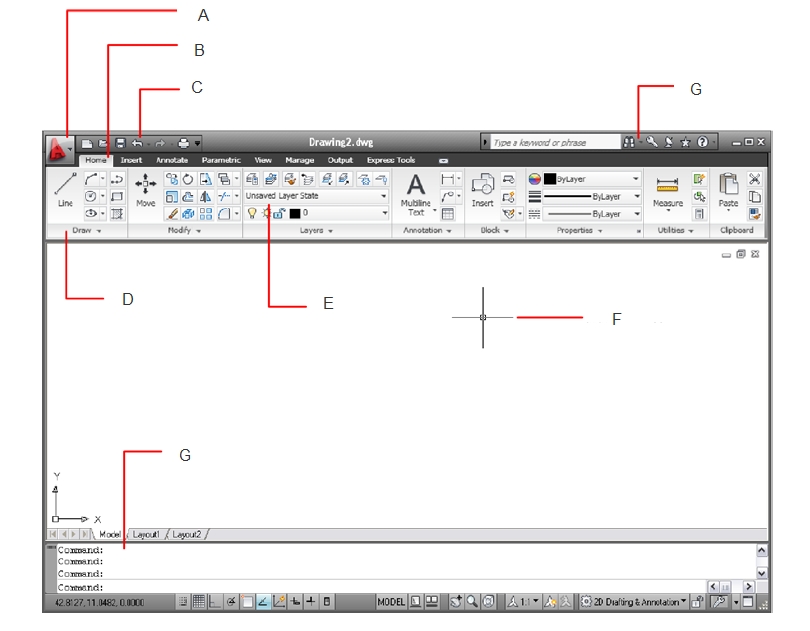 A
B
C
G
Drawing2.dwg
Type a keyword or phrase
Home Insert Annotate Parametric View Manage Output Express Tools
Line
Move
Unsaved Layer State
0
A
Multiline
Text
Insert
ByLayer
ByLayer
ByLayer
Measure
Paste
Draw Modify Layers Annotation Block Properties Utilities Clipboard
D
E
F
G
Y
X
Model Layout1 Layout2
Command:
Command:
Command:
Command:
42.8127, 11.0482, 0.0000
MODEL
1:1
2D Drafting & Annotation